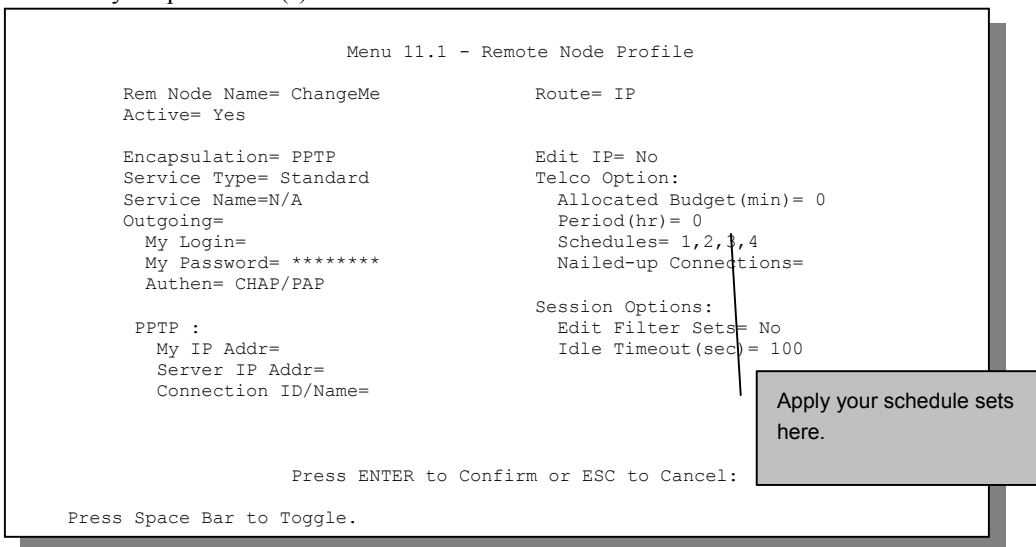 Menu 11.1 - Remote Node Profile
Rem Node Name= ChangeMe Route= IP
Active= Yes
Encapsulation= PPTP Edit IP= No
Service Type= Standard Telco Option:
Service Name=N/A Allocated Budget(min)= 0
Outgoing= Period(hr)= 0
My Login= Schedules= 1,2,3,4
My Password= ******** Nailed-up Connections=
Authen= CHAP/PAP
Session Options:
PPTP : Edit Filter Sets= No
My IP Addr= Idle Timeout(sec)= 100
Server IP Addr=
Connection ID/Name=
Apply your schedule sets
here.
Press ENTER to Confirm or ESC to Cancel:
Press Space Bar to Toggle.